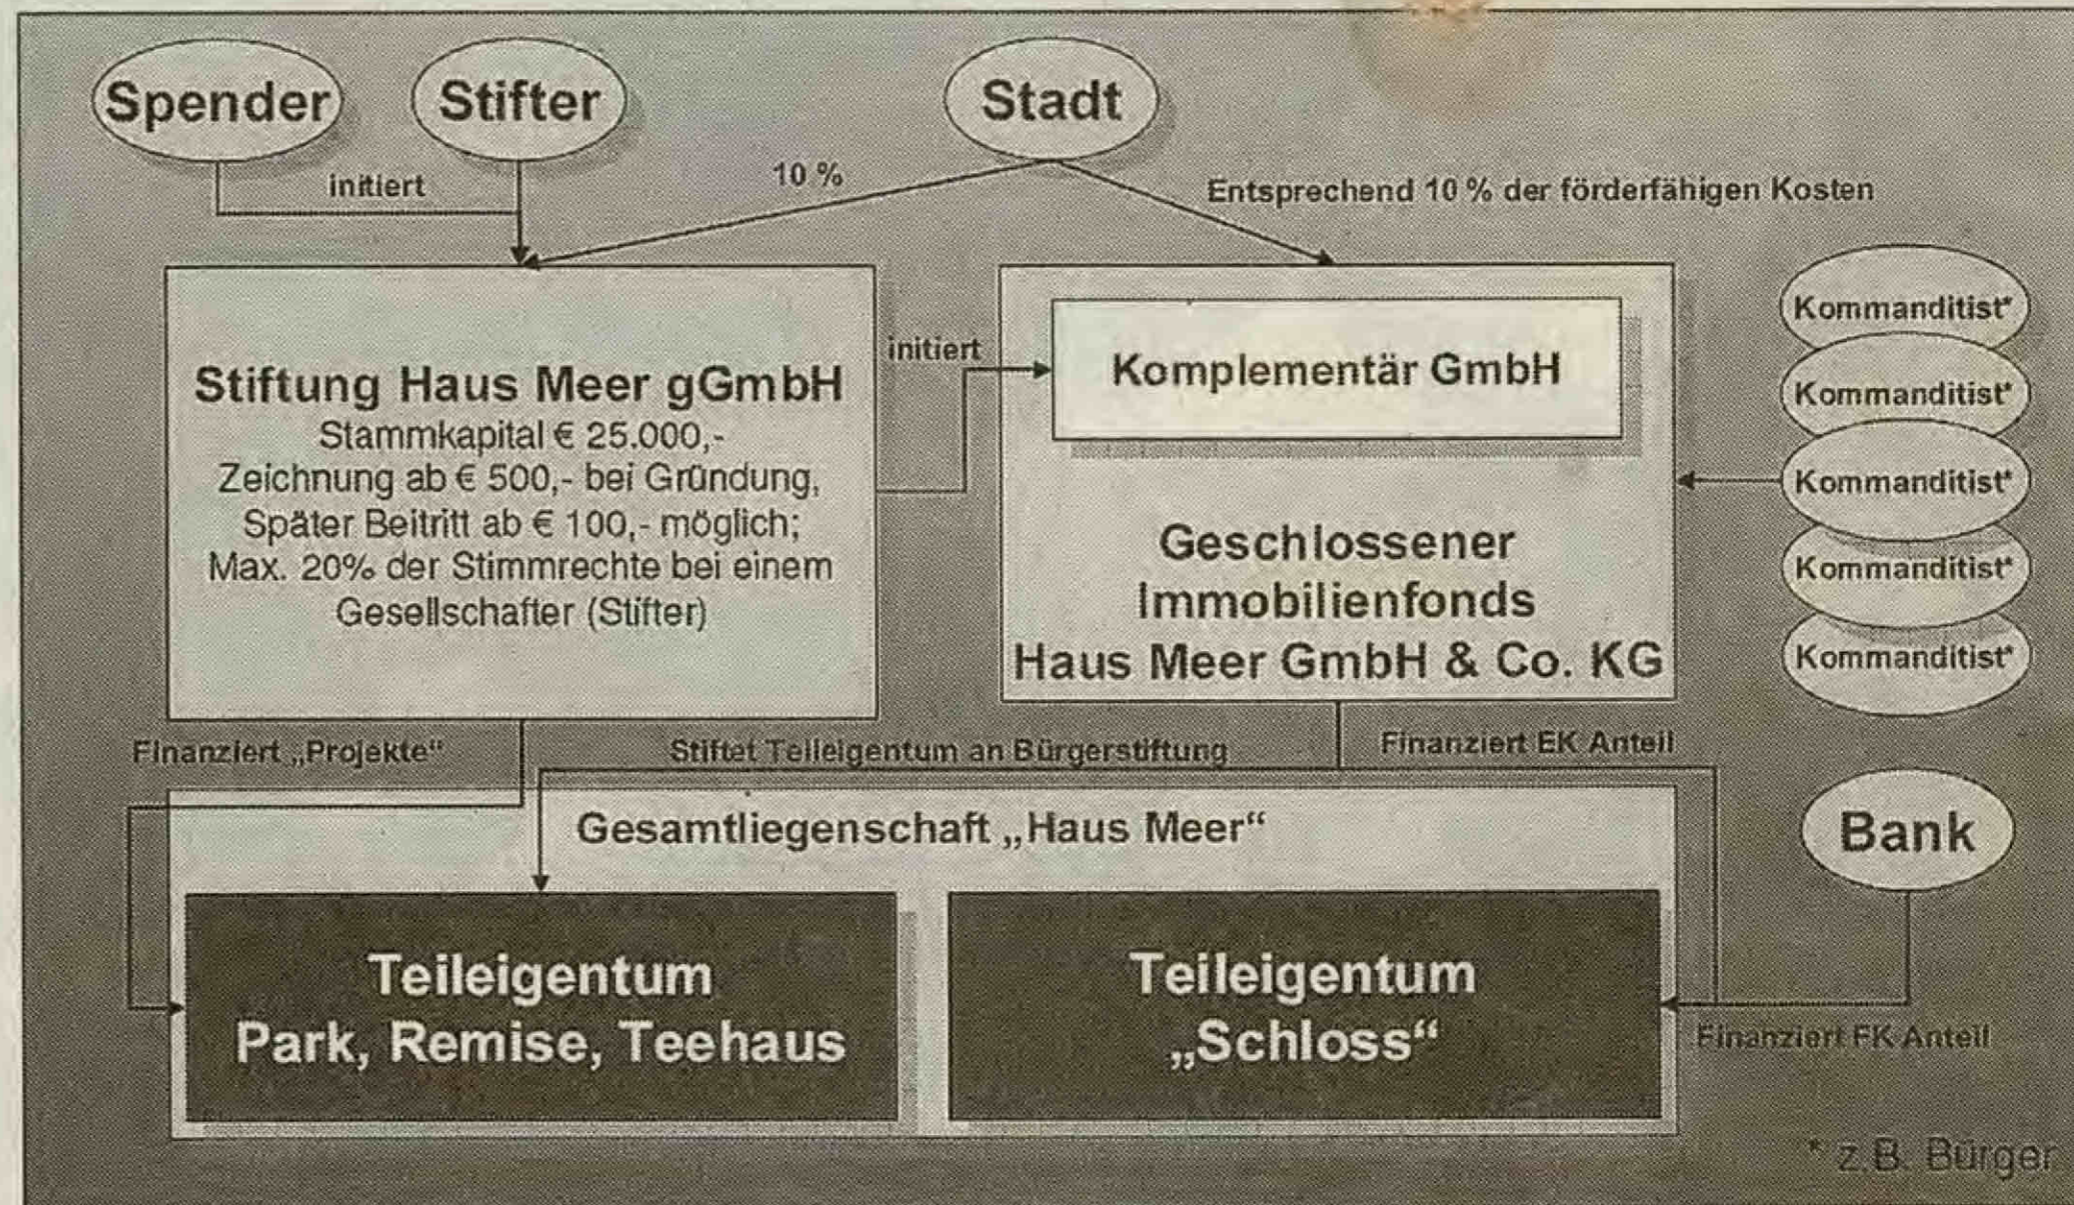 Spender
Stifter
Stadt
initiert
10 %
Entsprechend 10 % der förderfähigen Kosten
Stiftung Haus Meer gGmbH
Stammkapital € 25.000,-
Zeichnung ab € 500,- bei Gründung,
Später Beitritt ab € 100,- möglich;
Max. 20% der Stimmrechte bei einem
Gesellschafter (Stifter)
initiert
Komplementär GmbH
Geschlossener
Immobilienfonds
Haus Meer GmbH & Co. KG
Kommanditist*
Kommanditist*
Kommanditist*
Kommanditist*
Kommanditist*
Finanziert „Projekte“
Stiftet Teileigentum an Bürgerstiftung
Finanziert EK Anteil
Gesamtliegenschaft „Haus Meer“
Bank
Teileigentum
Park, Remise, Teehaus
Teileigentum
„Schloss“
Finanziert FK Anteil
* z.B. Bürger